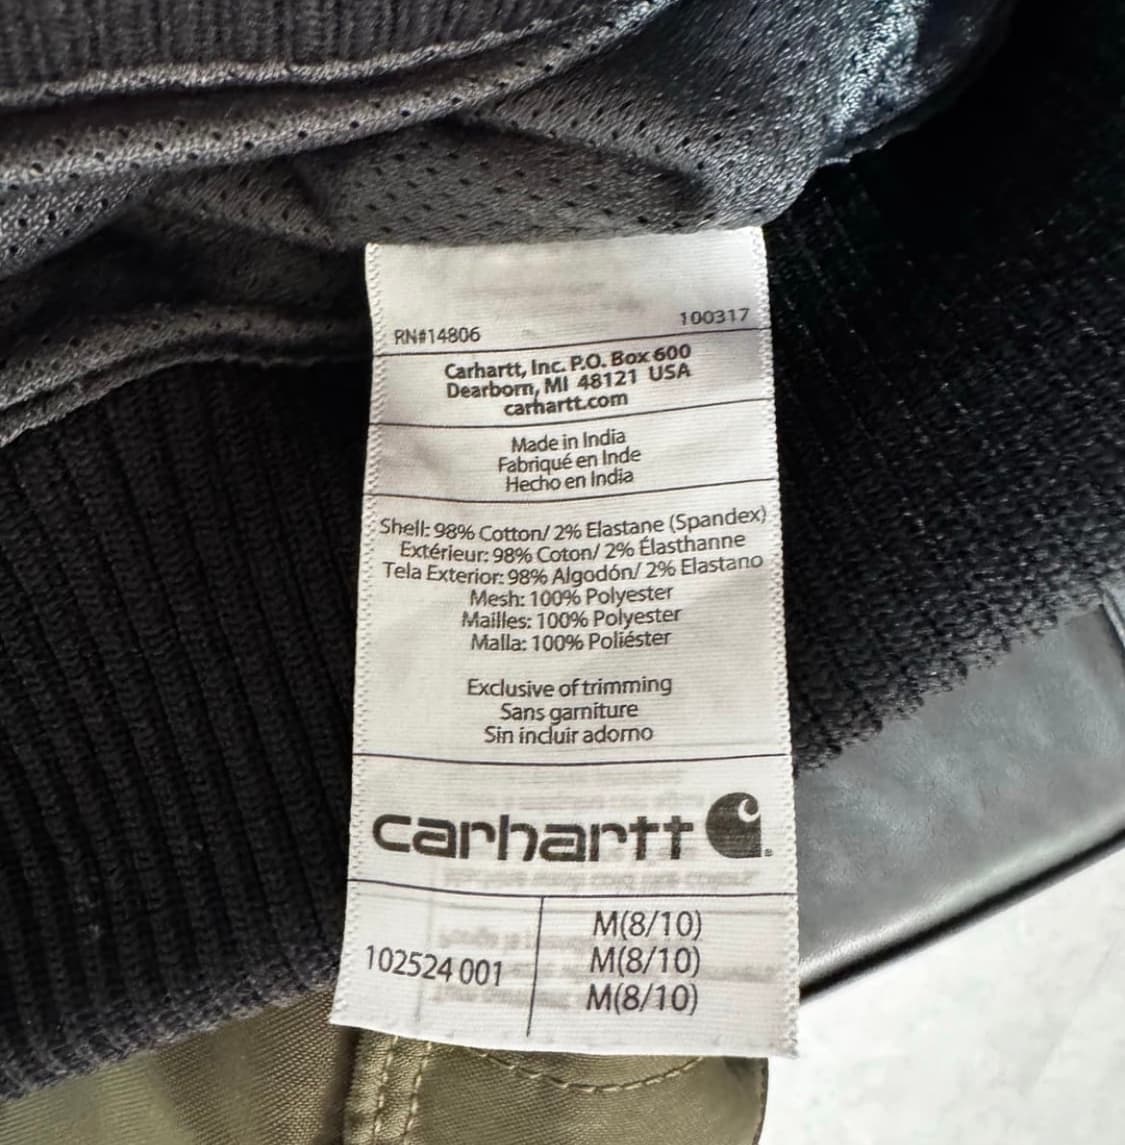 RN#14806 100317
Carhartt, Inc. P.O. Box 600
Dearborn, MI 48121 USA
carhartt.com
Made in India
Fabriqué en Inde
Hecho en India
Shell: 98% Cotton/ 2% Elastane (Spandex)
Extérieur: 98% Coton/ 2% Élasthanne
Tela Exterior: 98% Algodón/ 2% Elastano
Mesh: 100% Polyester
Mailles: 100% Polyester
Malla: 100% Poliéster
Exclusive of trimming
Sans garniture
Sin incluir adorno
carhartt
M(8/10)
102524 001 M(8/10)
M(8/10)